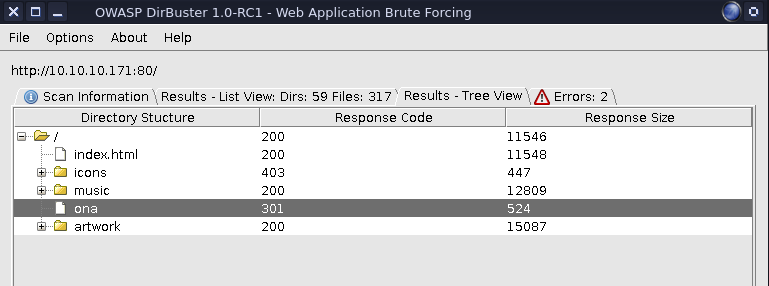 OWASP DirBuster 1.0-RC1 - Web Application Brute Forcing
File Options About Help
http://10.10.10.171:80/
Scan Information Results - List View: Dirs: 59 Files: 317 Results - Tree View Errors: 2
Directory Stucture Response Code Response Size
/ 200 11546
index.html 200 11548
icons 403 447
music 200 12809
ona 301 524
artwork 200 15087